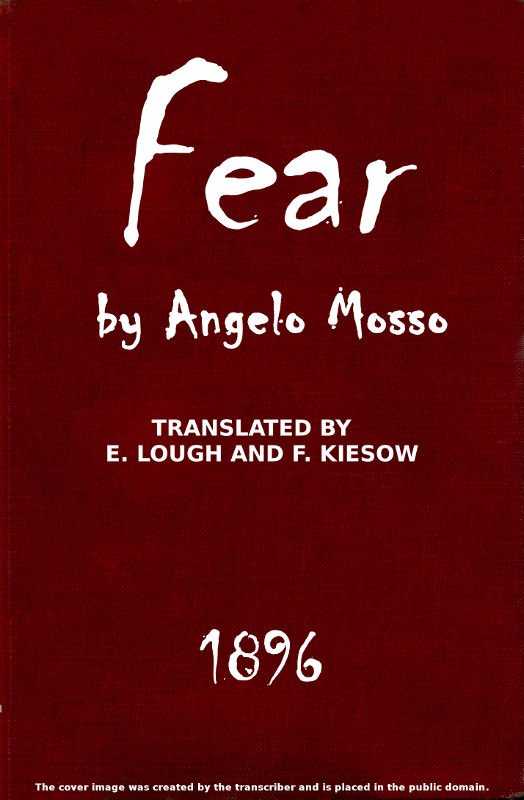 Fear
by Angelo Mosso
TRANSLATED BY
E. LOUGH AND F. KIESOW
1896
The cover image was created by the transcriber and is placed in the public domain.